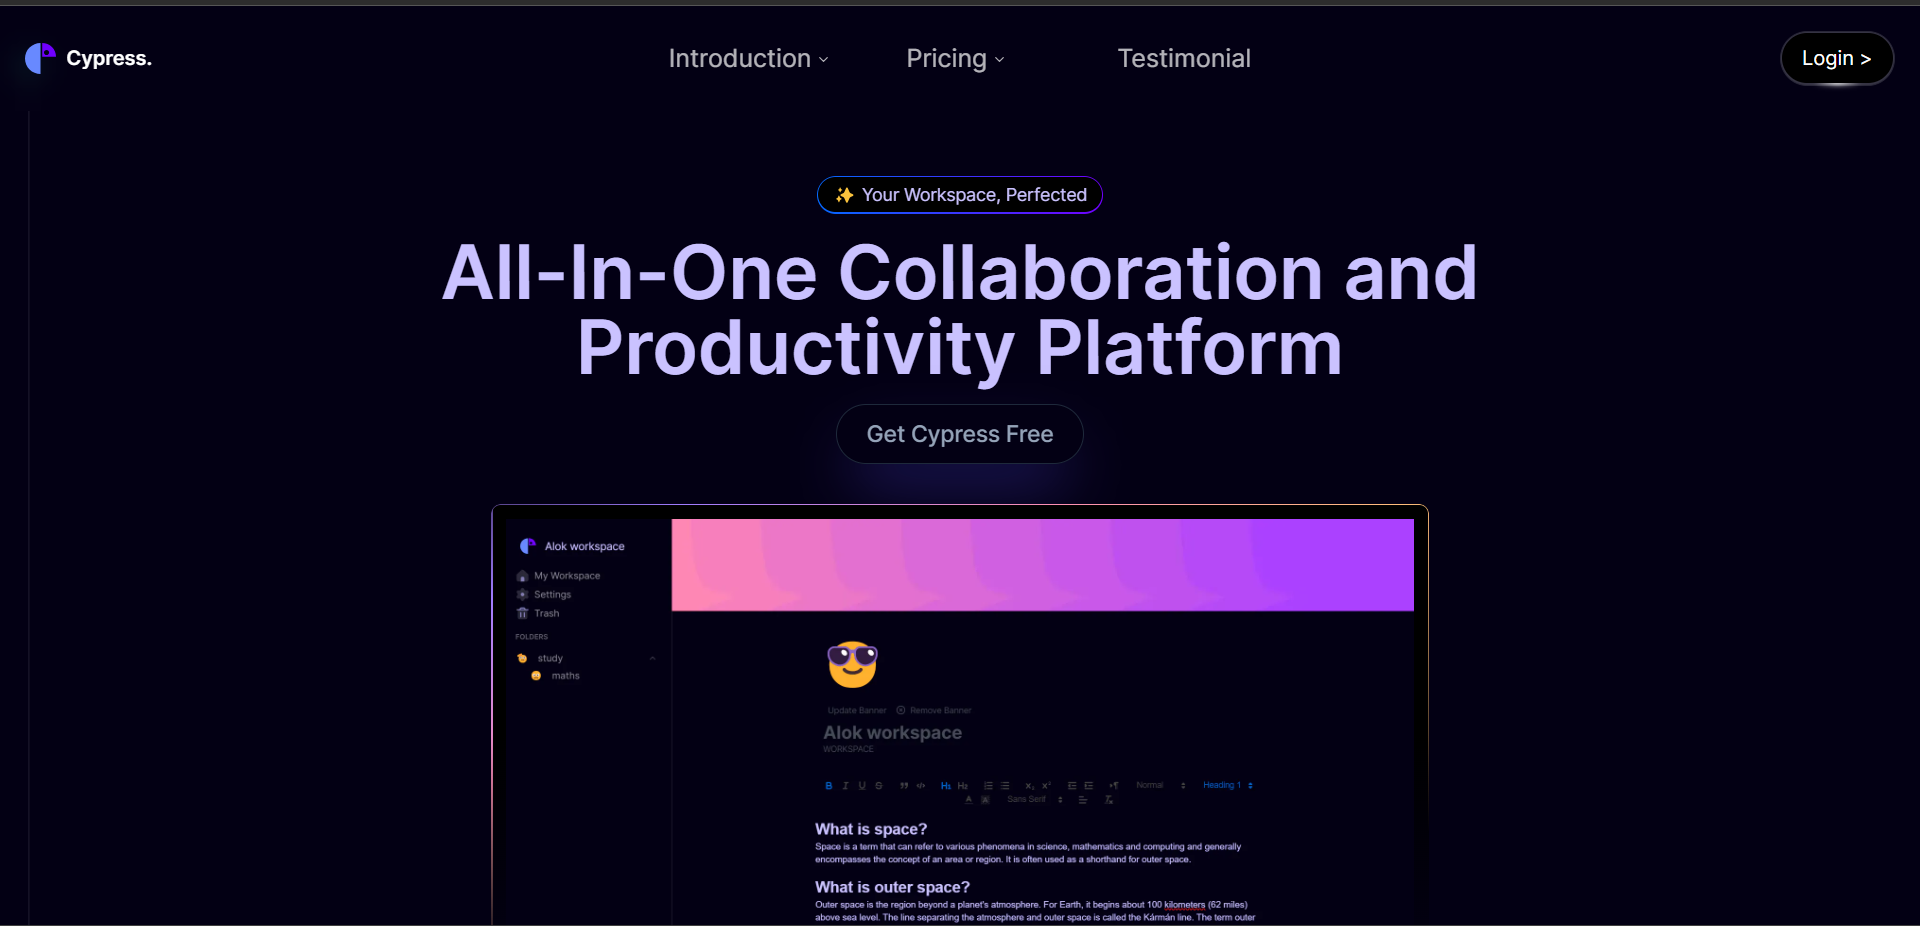 Cypress.
Introduction
Pricing
Testimonial
Login >
✨ Your Workspace, Perfected
All-In-One Collaboration and
Productivity Platform
Get Cypress Free
Alok workspace
My Workspace
Settings
Trash
FOLDERS
study
maths
Update Banner
Remove Banner
Alok workspace
WORKSPACE
B I U S H₁ H₂ X₂ X² Normal Heading 1
A A Sans Serif
What is space?
Space is a term that can refer to various phenomena in science, mathematics and computing and generally
encompasses the concept of an area or region. It is often used as a shorthand for outer space.
What is outer space?
Outer space is the region beyond a planet's atmosphere. For Earth, it begins about 100 kilometers (62 miles)
above sea level. The line separating the atmosphere and outer space is called the Kármán line. The term outer